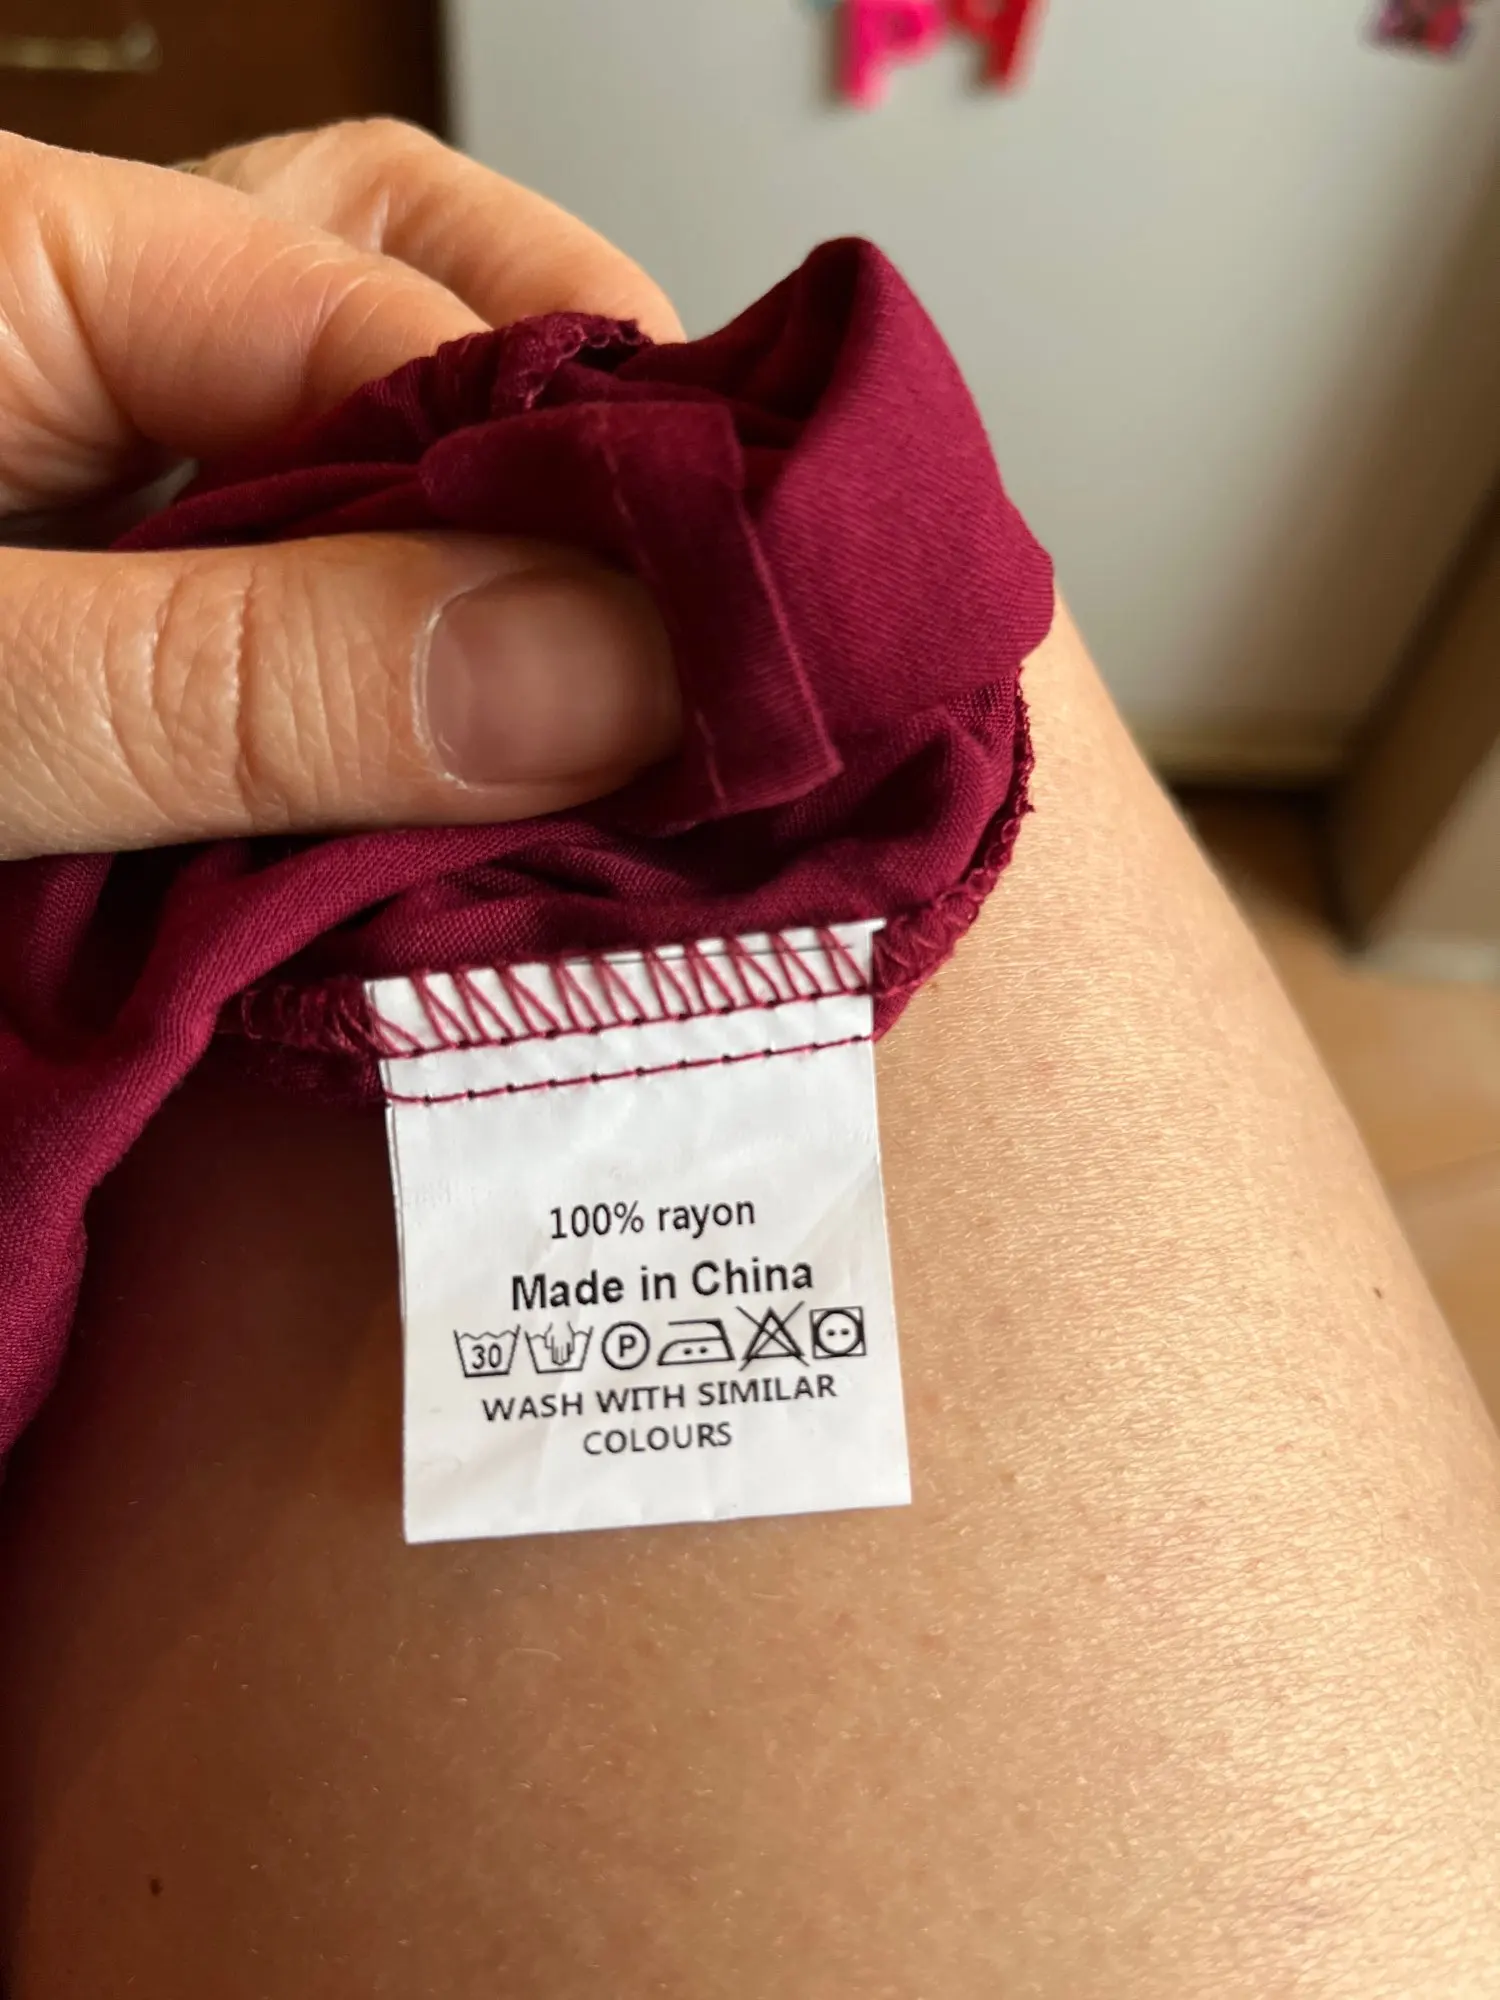 100% rayon
Made in China
30 P
WASH WITH SIMILAR
COLOURS